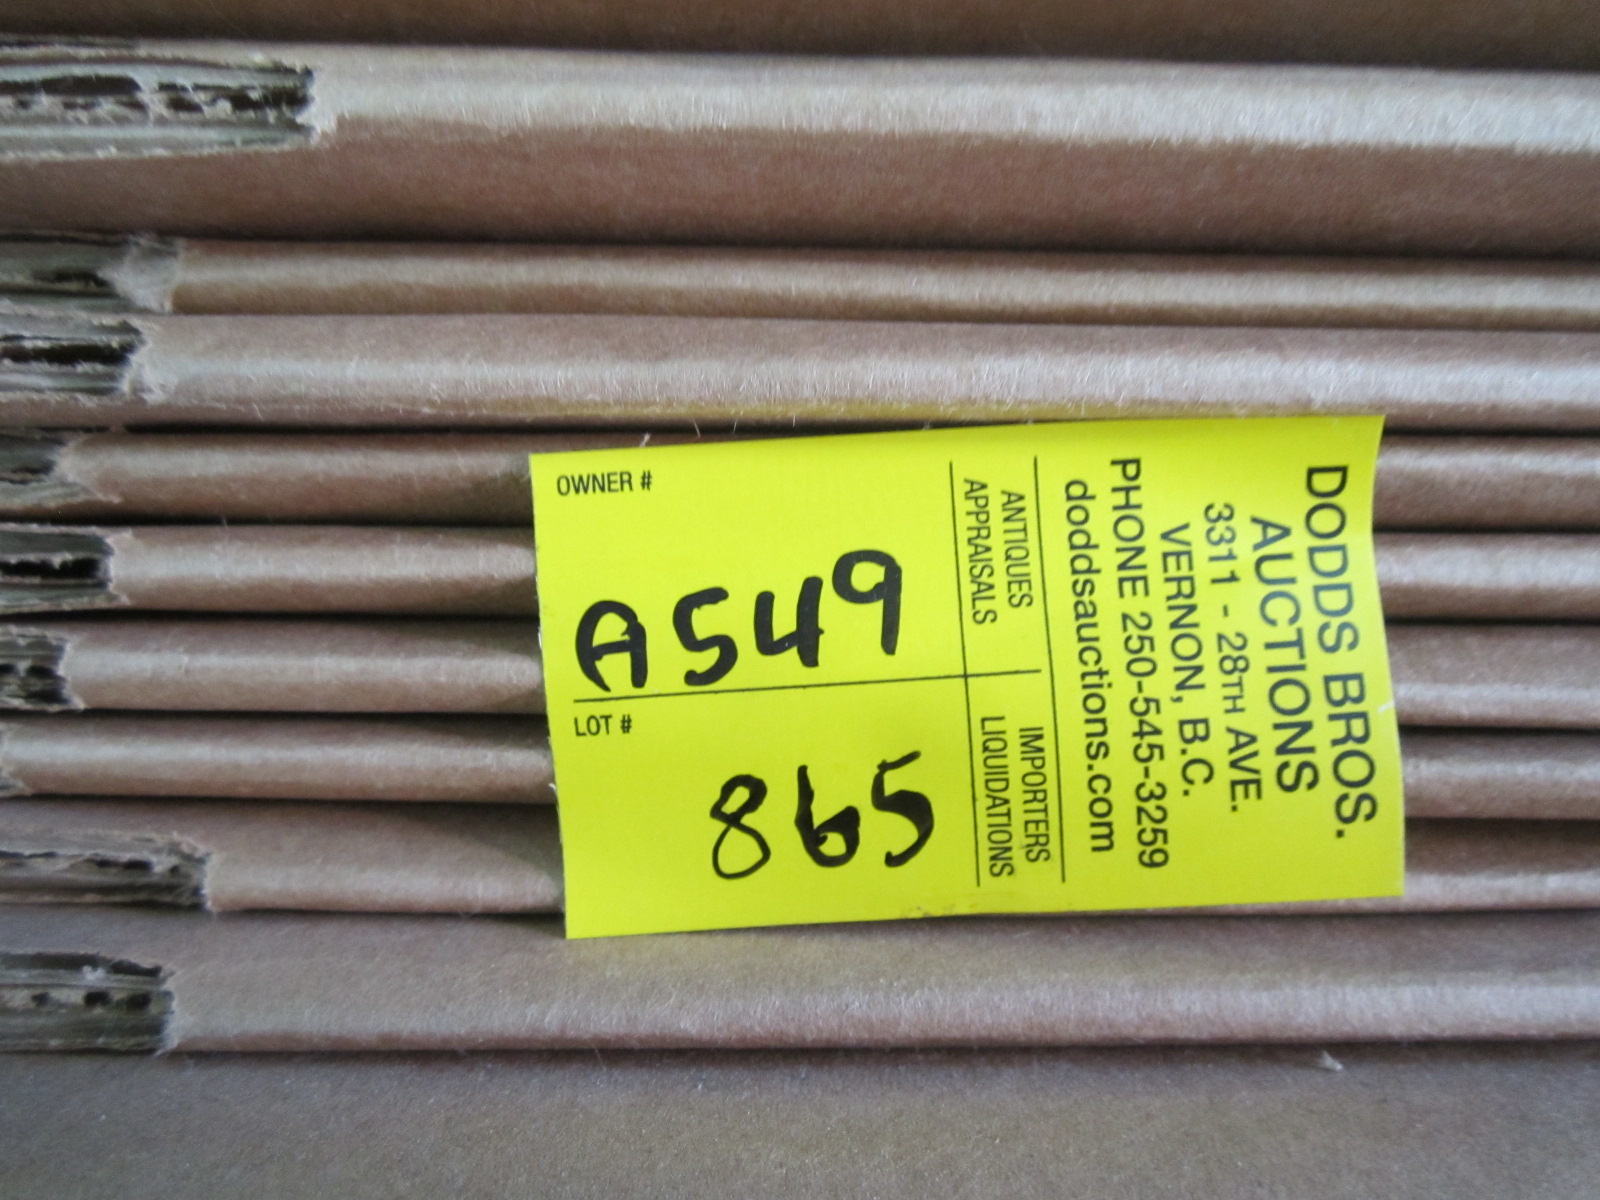 DODDS BROS.
AUCTIONS
3311 - 28TH AVE.
VERNON, B.C.
PHONE 250-545-3259
doddsauctions.com
ANTIQUES
APPRAISALS
IMPORTERS
LIQUIDATIONS
OWNER #
A549
LOT #
865